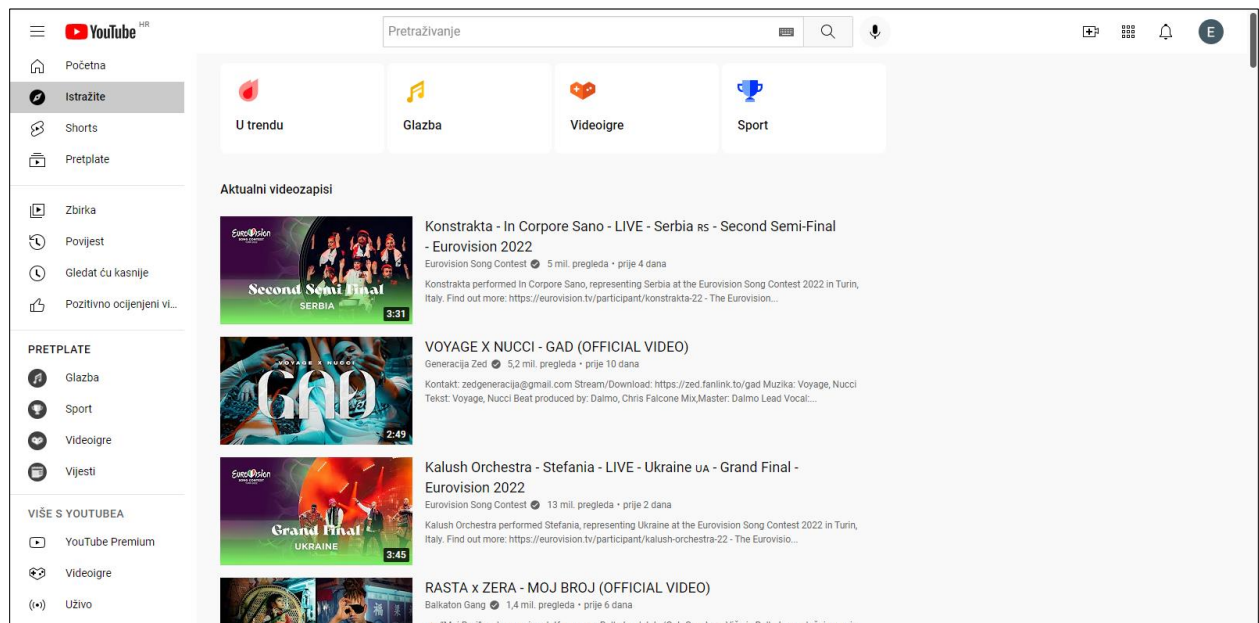 YouTube HR
Pretraživanje
E
Početna
Istražite
Shorts
Pretplate
Zbirka
Povijest
Gledat ću kasnije
Pozitivno ocijenjeni vi...
PRETPLATE
Glazba
Sport
Videoigre
Vijesti
VIŠE S YOUTUBEA
YouTube Premium
Videoigre
Uživo
U trendu
Glazba
Videoigre
Sport
Aktualni videozapisi
EUROVISION
SONG CONTEST
Second Semi Final
SERBIA
3:31
Konstrakta - In Corpore Sano - LIVE - Serbia RS - Second Semi-Final
- Eurovision 2022
Eurovision Song Contest 5 mil. pregleda • prije 4 dana
Konstrakta performed In Corpore Sano, representing Serbia at the Eurovision Song Contest 2022 in Turin,
Italy. Find out more: https://eurovision.tv/participant/konstrakta-22 - The Eurovision...
VOYAGE X NUCCI
GAD
2:49
VOYAGE X NUCCI - GAD (OFFICIAL VIDEO)
Generacija Zed 5,2 mil. pregleda • prije 10 dana
Kontakt: zedgeneracija@gmail.com Stream/Download: https://zed.fanlink.to/gad Muzika: Voyage, Nucci
Tekst: Voyage, Nucci Beat produced by: Dalmo, Chris Falcone Mix,Master: Dalmo Lead Vocal:...
EUROVISION
SONG CONTEST
Grand Final
UKRAINE
3:45
Kalush Orchestra - Stefania - LIVE - Ukraine UA - Grand Final -
Eurovision 2022
Eurovision Song Contest 13 mil. pregleda • prije 2 dana
Kalush Orchestra performed Stefania, representing Ukraine at the Eurovision Song Contest 2022 in Turin,
Italy. Find out more: https://eurovision.tv/participant/kalush-orchestra-22 - The Eurovisio...
RASTA x ZERA - MOJ BROJ (OFFICIAL VIDEO)
Balkaton Gang 1,4 mil. pregleda • prije 6 dana